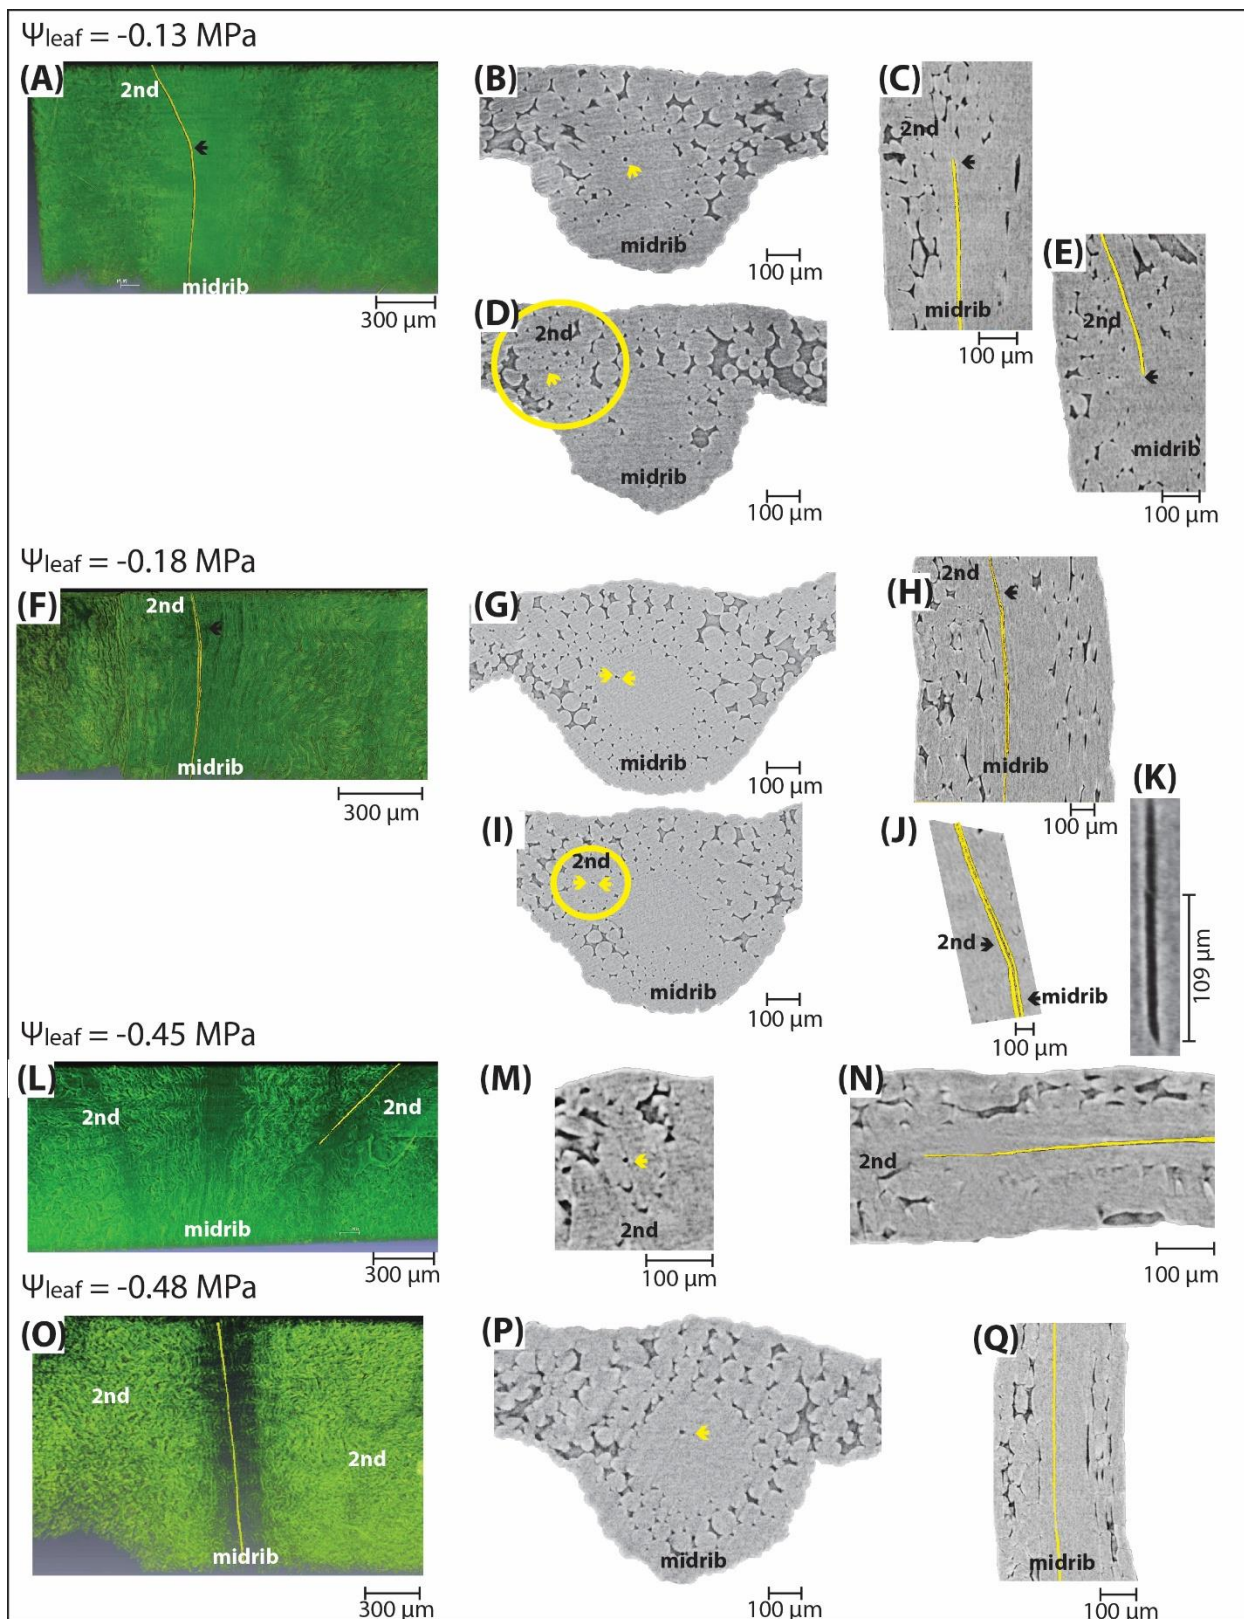 Ψleaf = -0.13 MPa
(A)
2nd
midrib
300 µm
(B)
midrib
100 µm
(C)
2nd
midrib
100 µm
(D)
2nd
midrib
100 µm
(E)
2nd
midrib
100 µm
Ψleaf = -0.18 MPa
(F)
2nd
midrib
300 µm
(G)
midrib
100 µm
(H)
2nd
midrib
100 µm
(I)
2nd
midrib
100 µm
(J)
2nd
midrib
100 µm
(K)
109 µm
Ψleaf = -0.45 MPa
(L)
2nd
2nd
midrib
300 µm
(M)
2nd
100 µm
(N)
2nd
100 µm
Ψleaf = -0.48 MPa
(O)
2nd
2nd
midrib
300 µm
(P)
midrib
100 µm
(Q)
midrib
100 µm